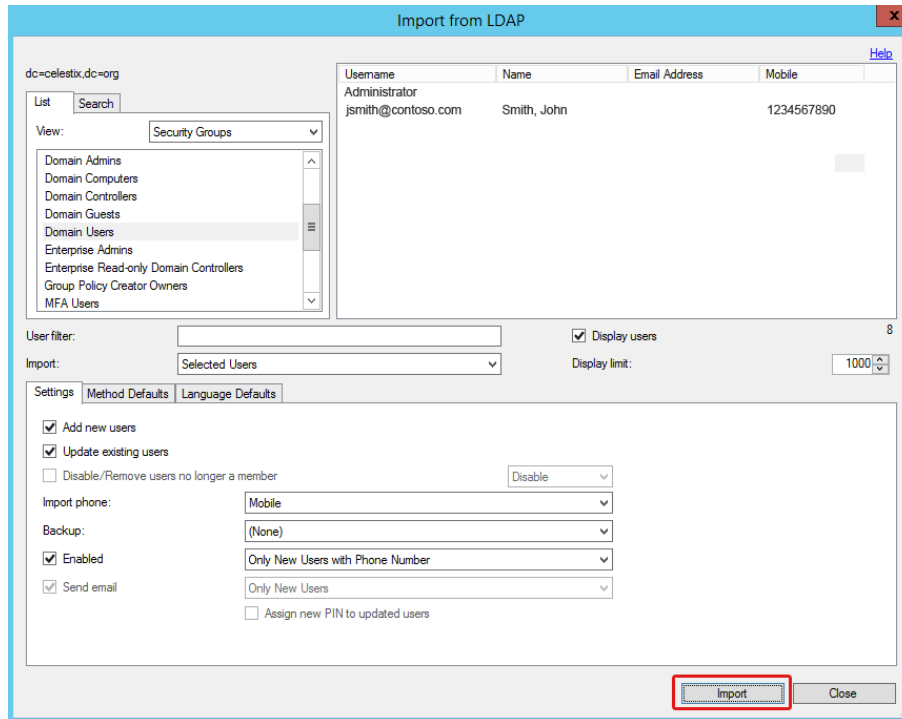 Import from LDAP
x
Help
dc=celestix,dc=org
List Search
View: Security Groups
Domain Admins
Domain Computers
Domain Controllers
Domain Guests
Domain Users
Enterprise Admins
Enterprise Read-only Domain Controllers
Group Policy Creator Owners
MFA Users
Username Name Email Address Mobile
Administrator
jsmith@contoso.com Smith, John 1234567890
User filter: Display users 8
Import: Selected Users Display limit: 1000
Settings Method Defaults Language Defaults
Add new users
Update existing users
Disable/Remove users no longer a member Disable
Import phone: Mobile
Backup: (None)
Enabled Only New Users with Phone Number
Send email Only New Users
Assign new PIN to updated users
Import Close